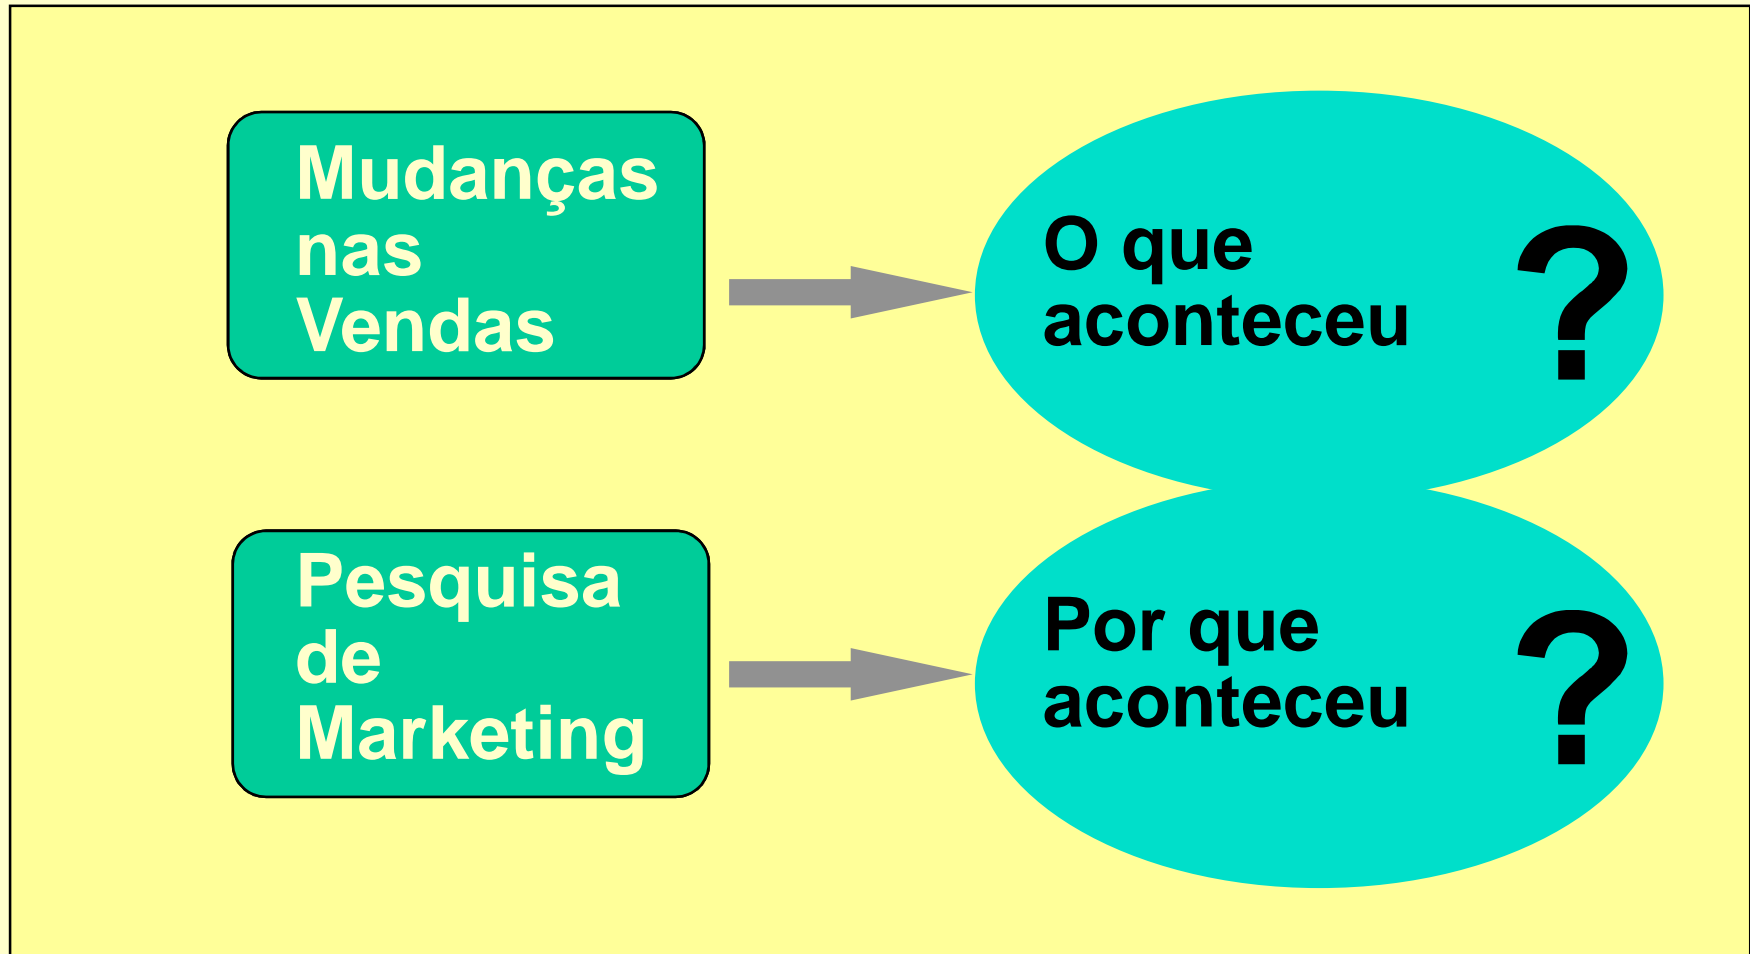 Mudanças
nas
Vendas
O que
aconteceu
?
Pesquisa
de
Marketing
Por que
aconteceu
?